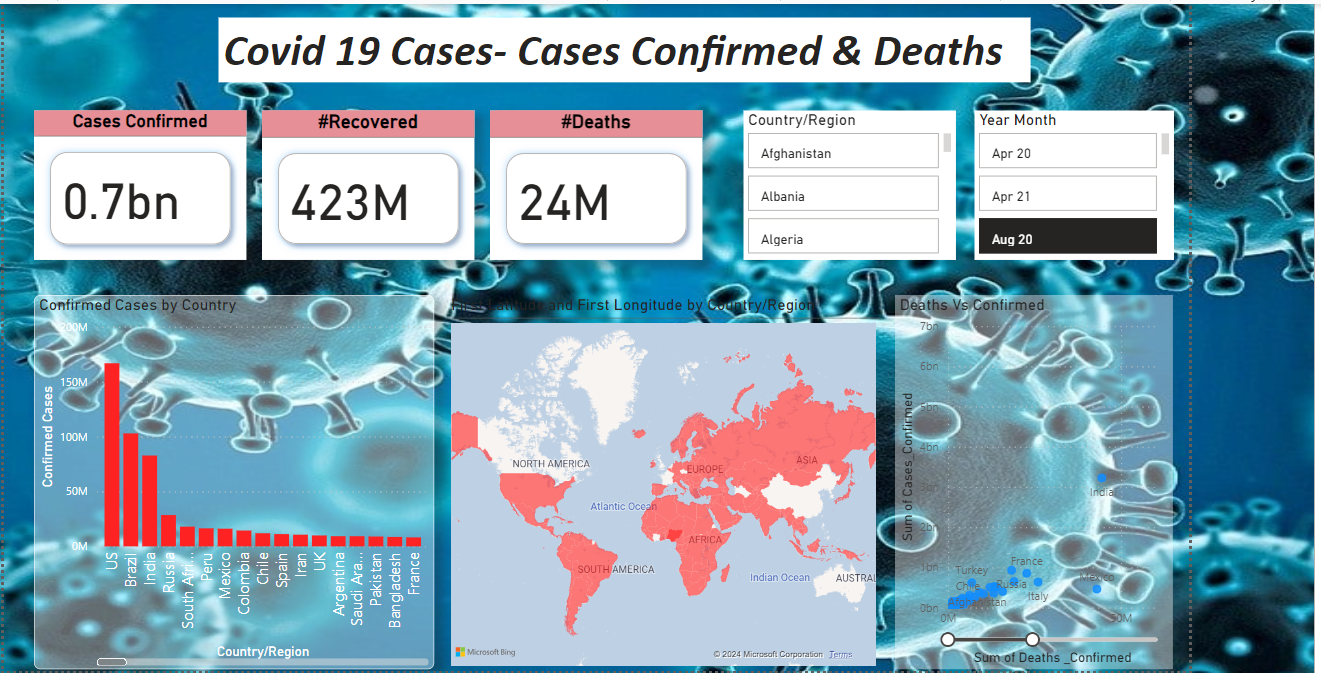 Covid 19 Cases- Cases Confirmed & Deaths
Cases Confirmed
0.7bn
#Recovered
423M
#Deaths
24M
Country/Region
Afghanistan
Albania
Algeria
Year Month
Apr 20
Apr 21
Aug 20
Confirmed Cases by Country
200M
150M
100M
50M
0M
Confirmed Cases
US
Brazil
India
Russia
South Afri...
Peru
Mexico
Colombia
Chile
Spain
Iran
UK
Argentina
Saudi Ara...
Pakistan
Bangladesh
France
Country/Region
and First Longitude by Country/Region
NORTH AMERICA
EUROPE
ASIA
Atlantic Ocean
AFRICA
SOUTH AMERICA
Indian Ocean
AUSTRAL
Microsoft Bing
© 2024 Microsoft Corporation Terms
Deaths Vs Confirmed
7bn
6bn
5bn
4bn
2bn
1bn
0bn
Sum of Cases_Confirmed
India
France
Turkey
Mexico
Chile
Russia
Italy
Afghanistan
0M
Sum of Deaths _Confirmed